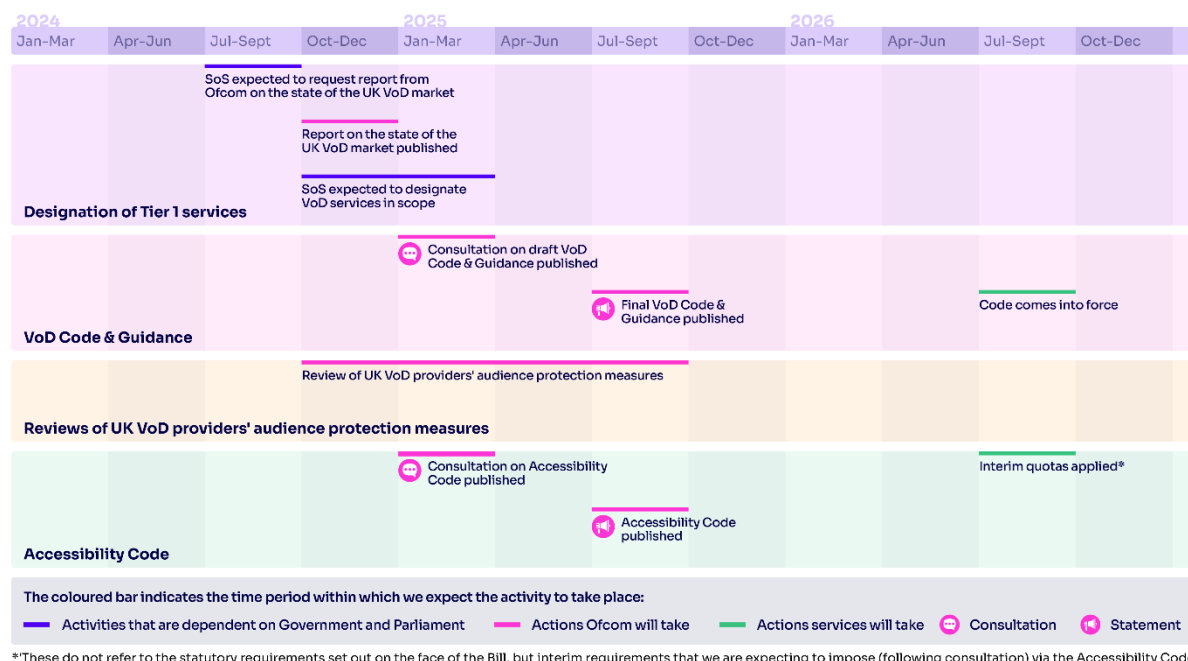 2024 2025 2026
Jan-Mar Apr-Jun Jul-Sept Oct-Dec Jan-Mar Apr-Jun Jul-Sept Oct-Dec Jan-Mar Apr-Jun Jul-Sept Oct-Dec
SoS expected to request report from
Ofcom on the state of the UK VoD market
Report on the state of the
UK VoD market published
SoS expected to designate
VoD services in scope
Designation of Tier 1 services
Consultation on draft VoD
Code & Guidance published
Final VoD Code &
Guidance published
Code comes into force
VoD Code & Guidance
Review of UK VoD providers' audience protection measures
Reviews of UK VoD providers' audience protection measures
Consultation on Accessibility
Code published
Interim quotas applied*
Accessibility Code
published
Accessibility Code
The coloured bar indicates the time period within which we expect the activity to take place:
Activities that are dependent on Government and Parliament Actions Ofcom will take Actions services will take Consultation Statement
*'These do not refer to the statutory requirements set out on the face of the Bill, but interim requirements that we are expecting to impose (following consultation) via the Accessibility Code